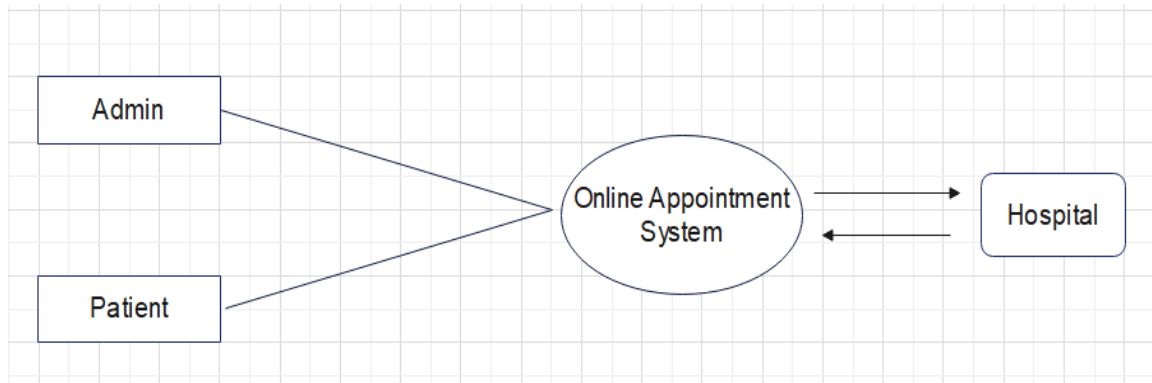 Admin
Online Appointment
System
Hospital
Patient